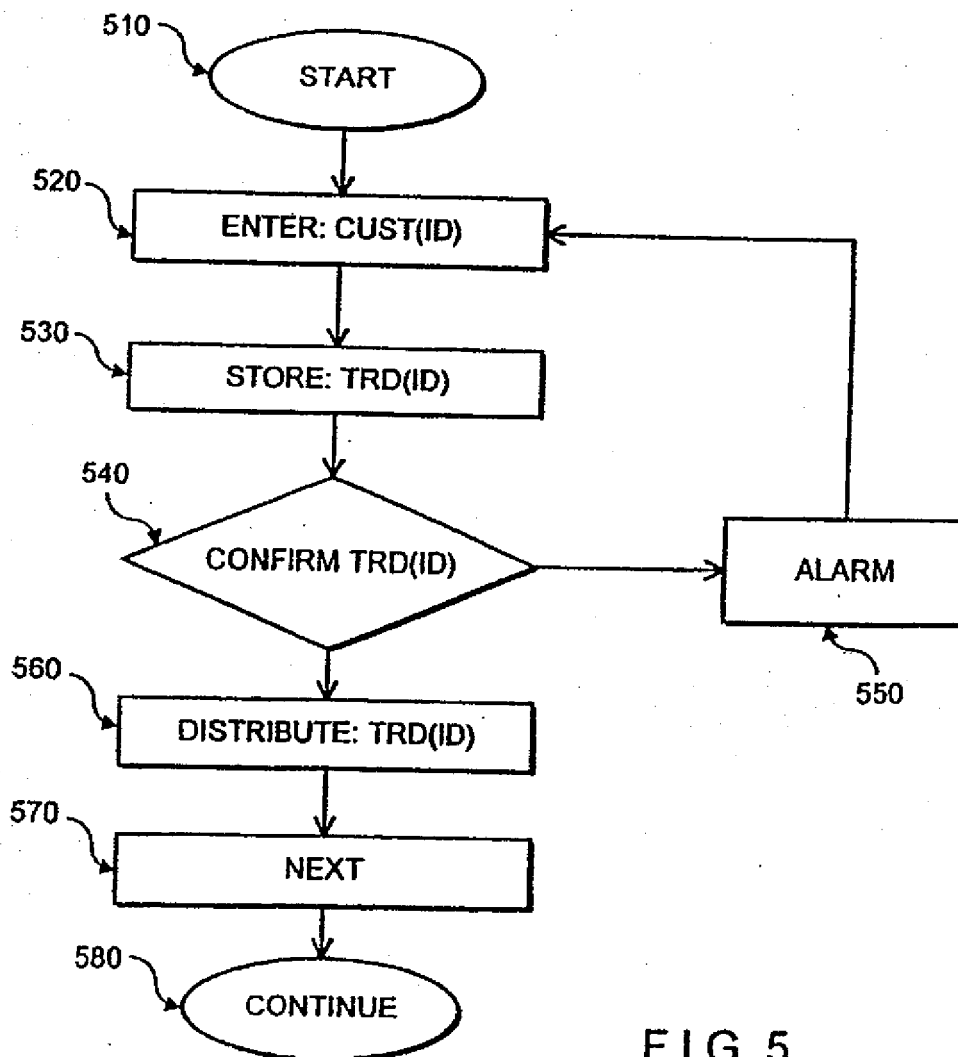 510
START
520
ENTER: CUST(ID)
530
STORE: TRD(ID)
540
CONFIRM TRD(ID)
ALARM
550
560
DISTRIBUTE: TRD(ID)
570
NEXT
580
CONTINUE
FIG 5